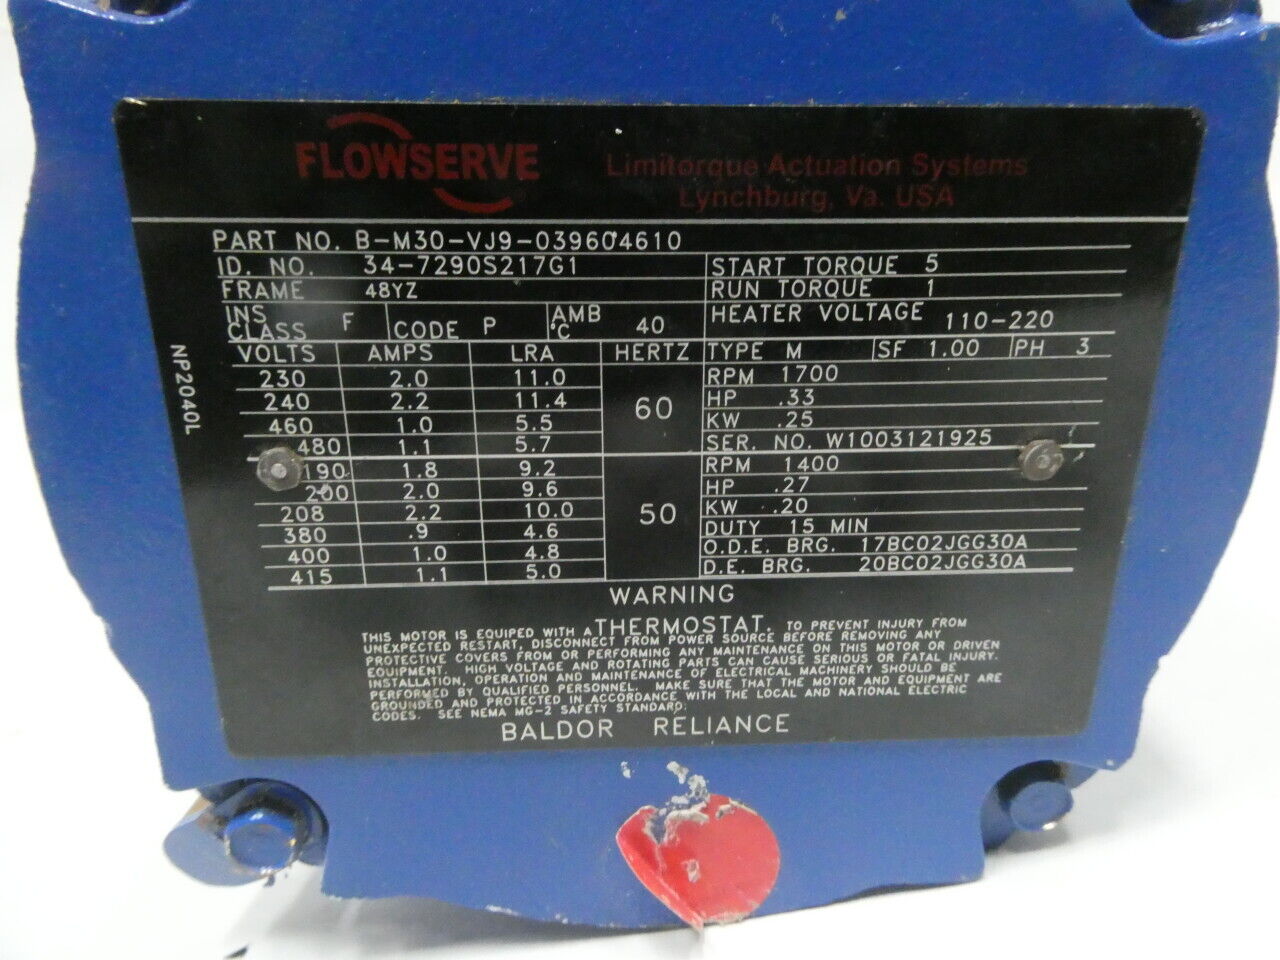 FLOWSERVE
Limitorque Actuation Systems
Lynchburg, Va. USA
PART NO. B-M30-VJ9-039604610
ID. NO. 34-7290S217G1 START TORQUE 5
FRAME 48YZ RUN TORQUE 1
INS CLASS F CODE P AMB °C 40 HEATER VOLTAGE 110-220
VOLTS AMPS LRA HERTZ TYPE M SF 1.00 PH 3
230 2.0 11.0 60 RPM 1700
240 2.2 11.4 HP .33
460 1.0 5.5 KW .25
480 1.1 5.7 SER. NO. W1003121925
190 1.8 9.2 50 RPM 1400
200 2.0 9.6 HP .27
208 2.2 10.0 KW .20
380 .9 4.6 DUTY 15 MIN
400 1.0 4.8 O.D.E. BRG. 17BC02JGG30A
415 1.1 5.0 D.E. BRG. 20BC02JGG30A
NP2040L
WARNING
THIS MOTOR IS EQUIPED WITH A THERMOSTAT. TO PREVENT INJURY FROM
UNEXPECTED RESTART, DISCONNECT FROM POWER SOURCE BEFORE REMOVING ANY
PROTECTIVE COVERS FROM OR PERFORMING ANY MAINTENANCE ON THIS MOTOR OR DRIVEN
EQUIPMENT. HIGH VOLTAGE AND ROTATING PARTS CAN CAUSE SERIOUS OR FATAL INJURY.
INSTALLATION, OPERATION AND MAINTENANCE OF ELECTRICAL MACHINERY SHOULD BE
PERFORMED BY QUALIFIED PERSONNEL. MAKE SURE THAT THE MOTOR AND EQUIPMENT ARE
GROUNDED AND PROTECTED IN ACCORDANCE WITH THE LOCAL AND NATIONAL ELECTRIC
CODES. SEE NEMA MG-2 SAFETY STANDARD.
BALDOR RELIANCE